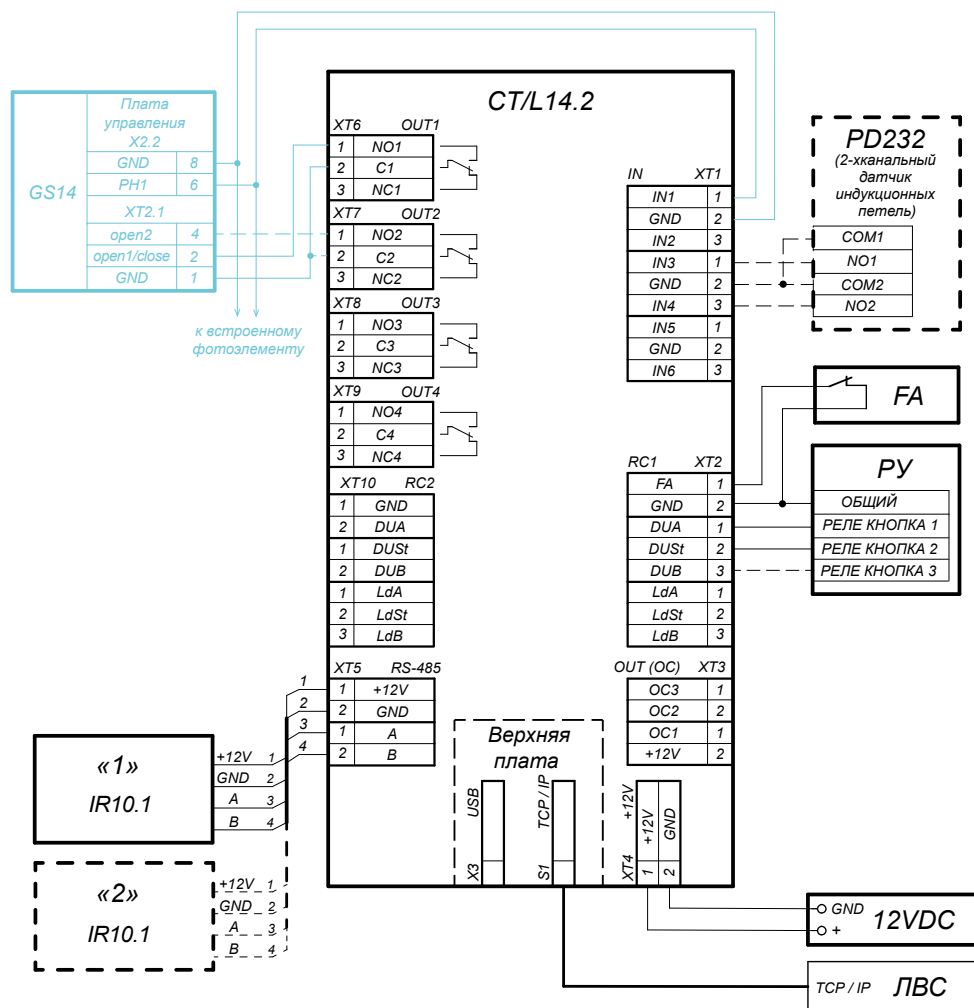 CT/L14.2
Плата
управления
X2.2
GND 8
PH1 6
XT2.1
open2 4
open1/close 2
GND 1
GS14
к встроенному
фотоэлементу
XT6 OUT1
1 NO1
2 C1
3 NC1
XT7 OUT2
1 NO2
2 C2
3 NC2
XT8 OUT3
1 NO3
2 C3
3 NC3
XT9 OUT4
1 NO4
2 C4
3 NC4
XT10 RC2
1 GND
2 DUA
1 DUSt
2 DUB
1 LdA
2 LdSt
3 LdB
XT5 RS-485
1 1 +12V
2 2 GND
3 1 A
4 2 B
«1»
IR10.1
+12V 1
GND 2
A 3
B 4
«2»
IR10.1
+12V 1
GND 2
A 3
B 4
IN XT1
IN1 1
GND 2
IN2 3
IN3 1
GND 2
IN4 3
IN5 1
GND 2
IN6 3
RC1 XT2
FA 1
GND 2
DUA 1
DUSt 2
DUB 3
LdA 1
LdSt 2
LdB 3
OUT (OC) XT3
OC3 1
OC2 2
OC1 1
+12V 2
PD232
(2-хканальный
датчик
индукционных
петель)
COM1
NO1
COM2
NO2
FA
РУ
ОБЩИЙ
РЕЛЕ КНОПКА 1
РЕЛЕ КНОПКА 2
РЕЛЕ КНОПКА 3
Верхняя
плата
X3 USB
S1 TCP / IP
XT4 +12V
1 +12V
2 GND
GND
+
12VDC
TCP / IP ЛВС